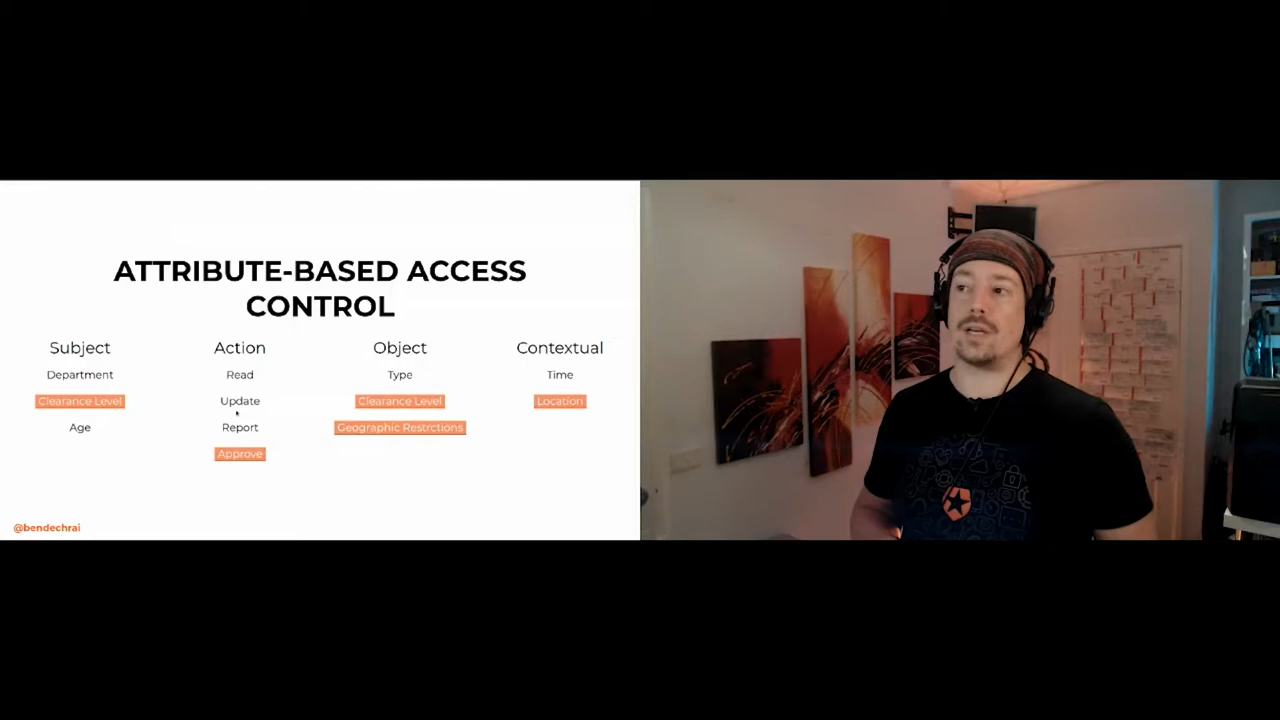 ATTRIBUTE-BASED ACCESS
CONTROL
Subject
Department
Clearance Level
Age
Action
Read
Update
Report
Approve
Object
Type
Clearance Level
Geographic Restrctions
Contextual
Time
Location
@bendechrai